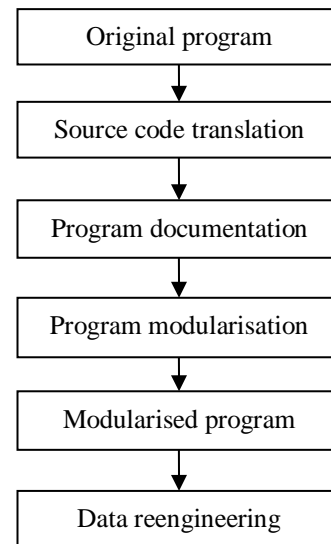 Original program
Source code translation
Program documentation
Program modularisation
Modularised program
Data reengineering